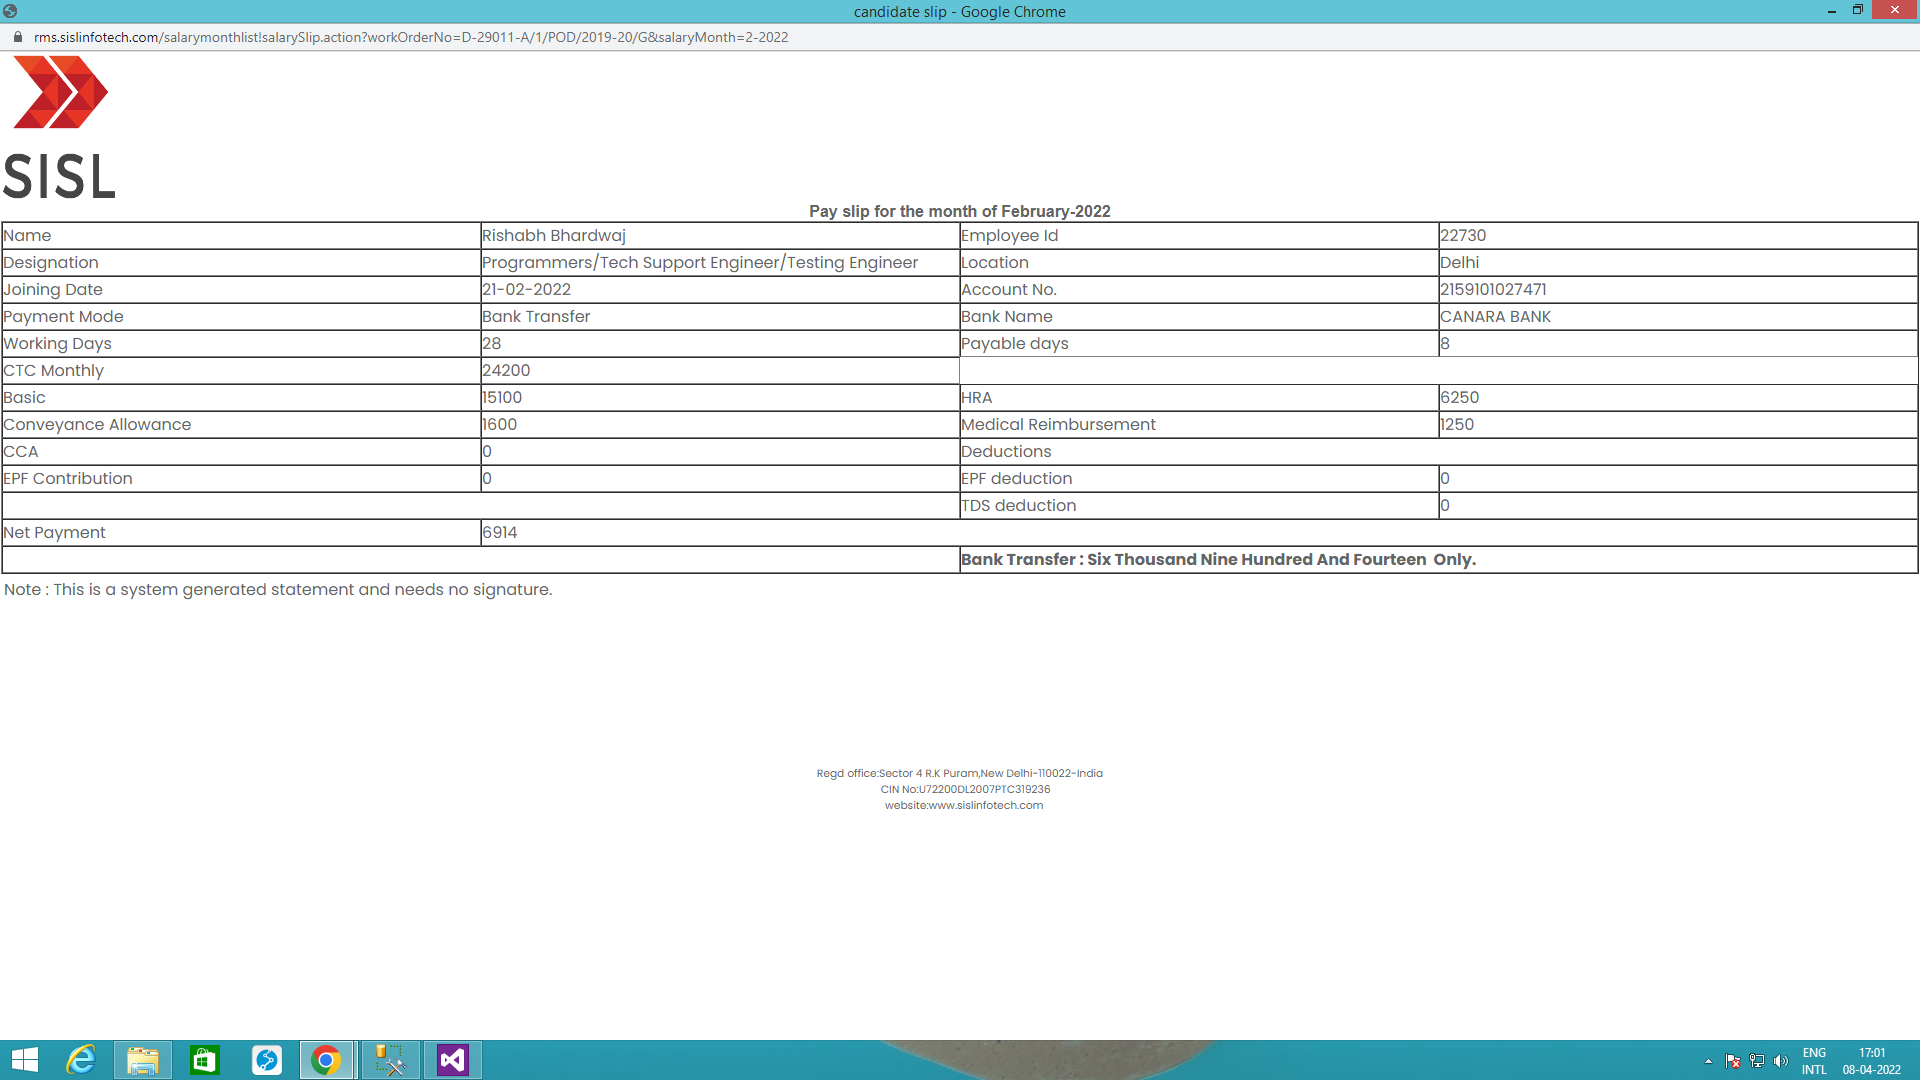 candidate slip - Google Chrome
rms.sislinfotech.com/salarymonthlist!salarySlip.action?workOrderNo=D-29011-A/1/POD/2019-20/G&salaryMonth=2-2022
SISL
Pay slip for the month of February-2022
Name Rishabh Bhardwaj Employee Id 22730
Designation Programmers/Tech Support Engineer/Testing Engineer Location Delhi
Joining Date 21-02-2022 Account No. 2159101027471
Payment Mode Bank Transfer Bank Name CANARA BANK
Working Days 28 Payable days 8
CTC Monthly 24200
Basic 15100 HRA 6250
Conveyance Allowance 1600 Medical Reimbursement 1250
CCA 0 Deductions
EPF Contribution 0 EPF deduction 0
TDS deduction 0
Net Payment 6914
Bank Transfer : Six Thousand Nine Hundred And Fourteen Only.
Note : This is a system generated statement and needs no signature.
Regd office:Sector 4 R.K Puram,New Delhi-110022-India
CIN No:U72200DL2007PTC319236
website:www.sislinfotech.com
ENG 17:01
INTL 08-04-2022